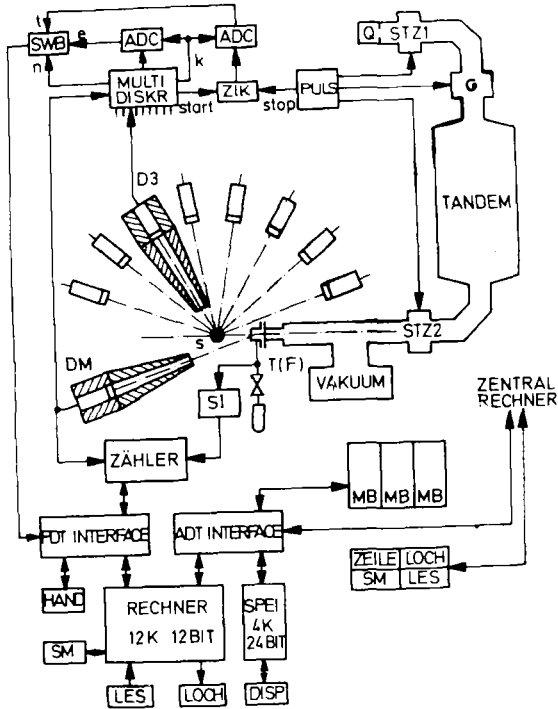 t
SWB
e
ADC
ADC
Q
STZ1
n
k
MULTI
DISKR
start
ZIK
stop
PULS
D3
TANDEM
S
STZ2
DM
T(F)
VAKUUM
SI
ZENTRAL
RECHNER
ZÄHLER
MB MB MB
PDT INTERFACE
ADT INTERFACE
ZEILE LOCH
SM LES
HAND
RECHNER
12K 12BIT
SPEI
4K
24BIT
SM
LES
LOCH
DISP